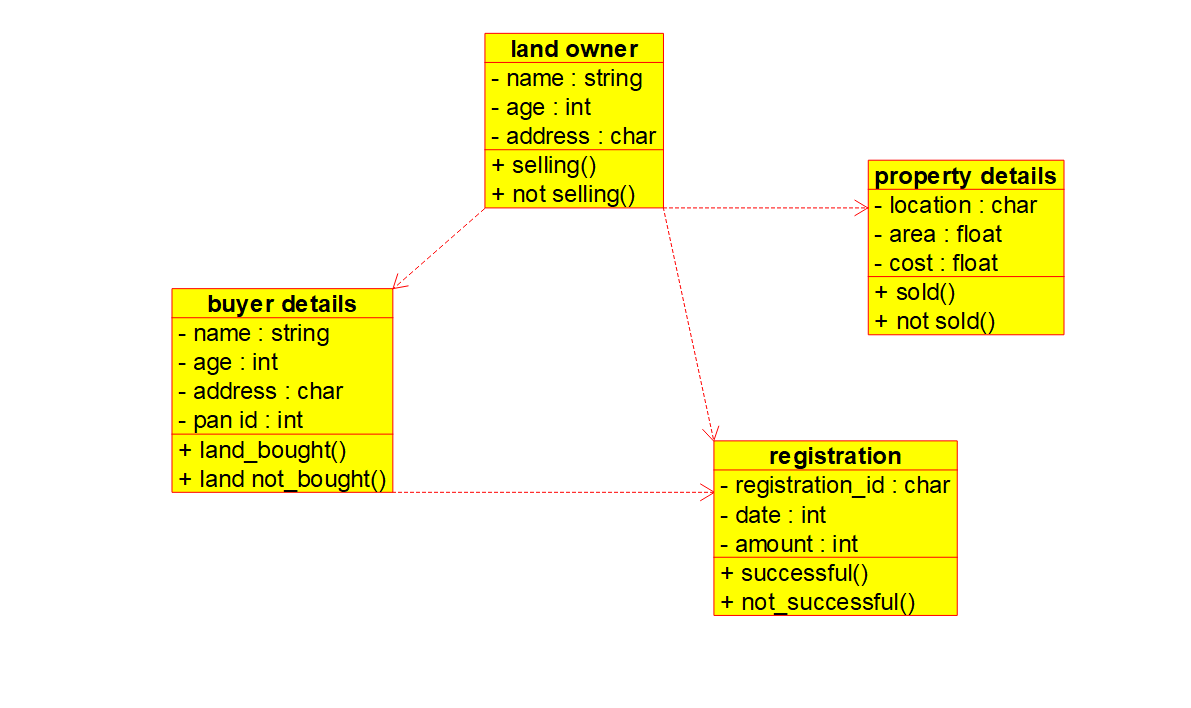 land owner
- name : string
- age : int
- address : char
+ selling()
+ not selling()
property details
- location : char
- area : float
- cost : float
+ sold()
+ not sold()
buyer details
- name : string
- age : int
- address : char
- pan id : int
+ land_bought()
+ land not_bought()
registration
- registration_id : char
- date : int
- amount : int
+ successful()
+ not_successful()